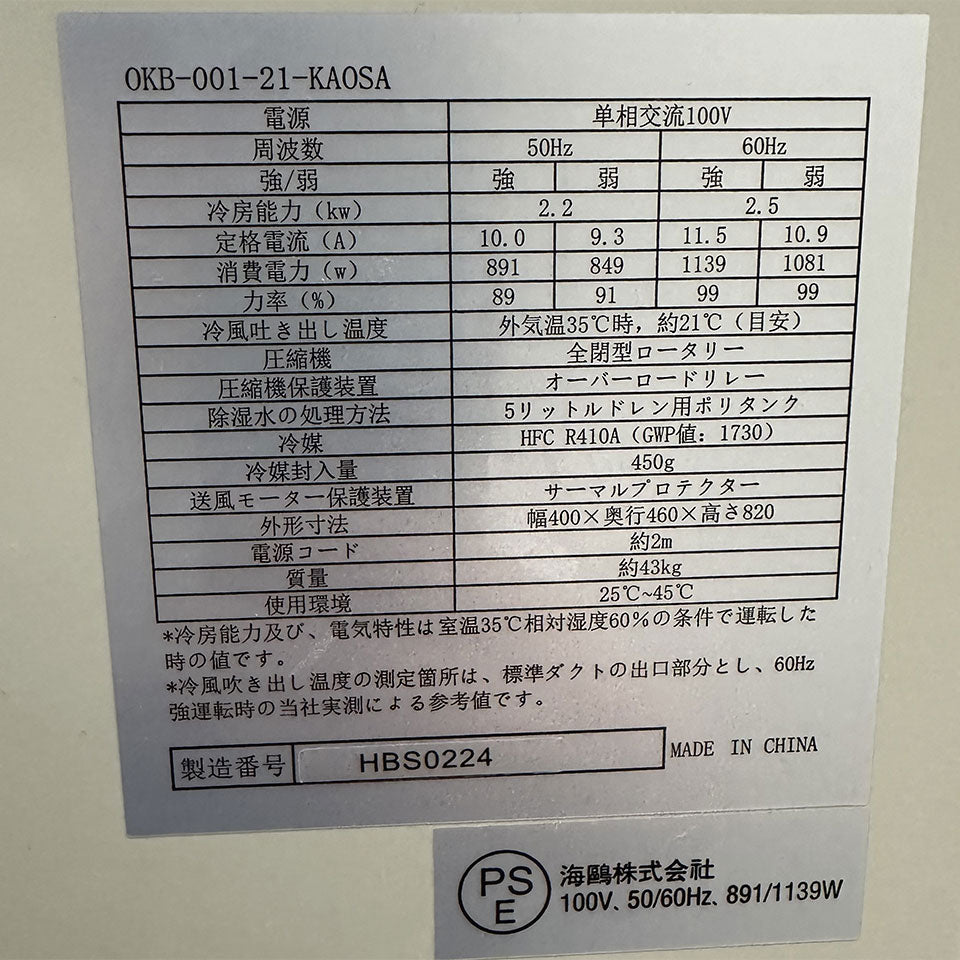 OKB-001-21-KAOSA
電源 单相交流100V
周波数 50Hz 60Hz
強/弱 強 弱 強 弱
冷房能力（kw） 2.2 2.5
定格電流（A） 10.0 9.3 11.5 10.9
消費電力（w） 891 849 1139 1081
力率（%） 89 91 99 99
冷風吐き出し温度 外気温35℃時，約21℃（目安）
圧縮機 全閉型ロータリー
圧縮機保護装置 オーバーロードリレー
除湿水の処理方法 5リットルドレン用ポリタンク
冷媒 HFC R410A（GWP値：1730）
冷媒封入量 450g
送風モーター保護装置 サーマルプロテクター
外形寸法 幅400×奥行460×高さ820
電源コード 約2m
質量 約43kg
使用環境 25℃~45℃
*冷房能力及び、電気特性は室温35℃相対湿度60%の条件で運転した
時の値です。
*冷風吹き出し温度の測定箇所は、標準ダクトの出口部分とし、60Hz
強運転時の当社実測による参考値です。
製造番号 HBS0224 MADE IN CHINA
PS
E
海鷗株式会社
100V、50/60Hz、891/1139W